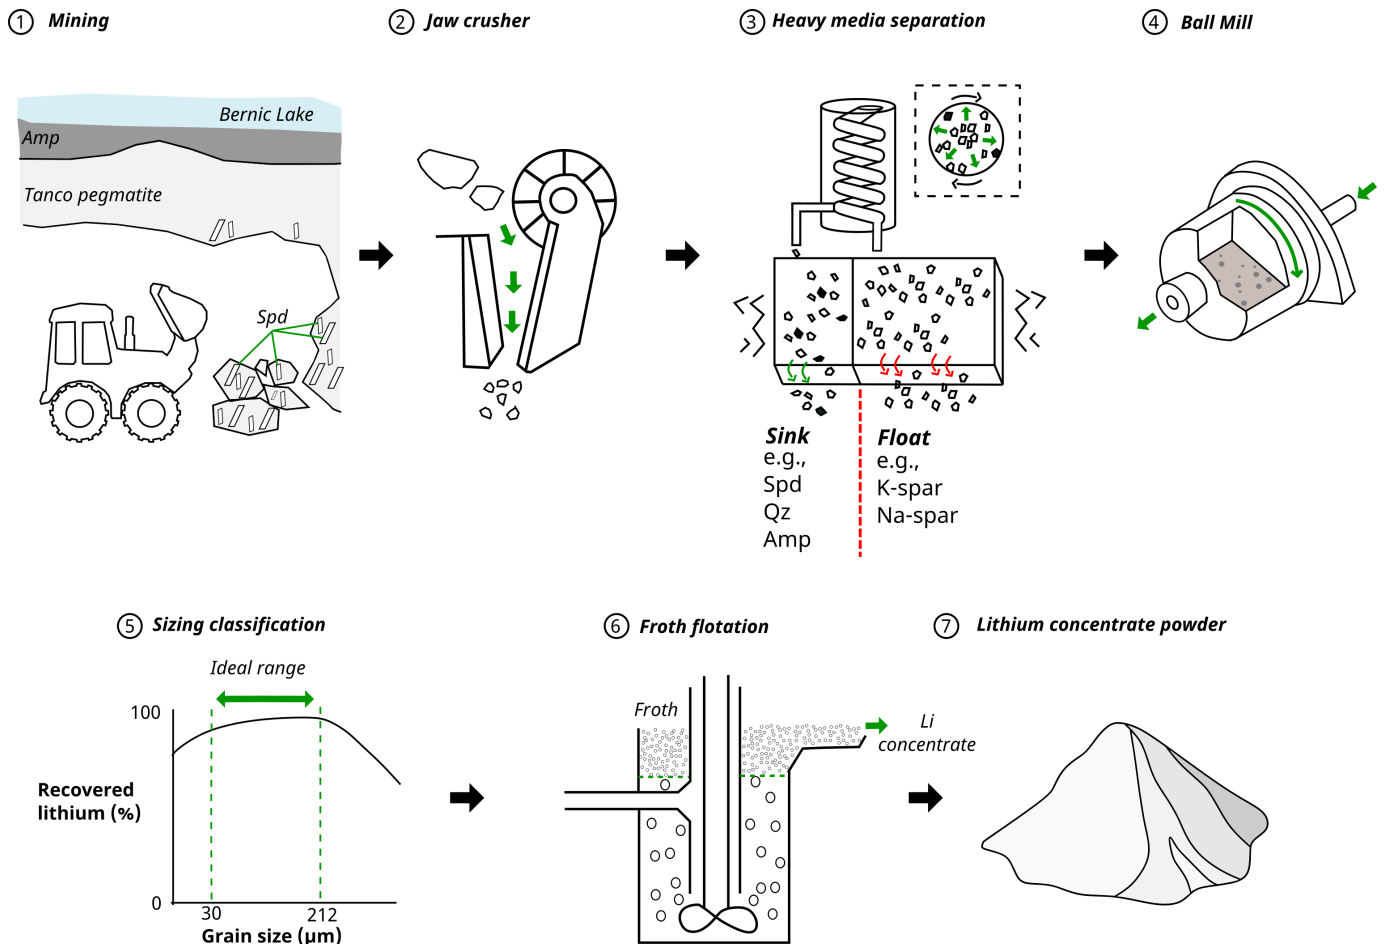 1 Mining
2 Jaw crusher
3 Heavy media separation
4 Ball Mill
Bernic Lake
Amp
Tanco pegmatite
Spd
Sink
e.g.,
Spd
Qz
Amp
Float
e.g.,
K-spar
Na-spar
5 Sizing classification
6 Froth flotation
7 Lithium concentrate powder
Ideal range
100
Recovered
lithium (%)
0
30
212
Grain size (µm)
Froth
Li
concentrate